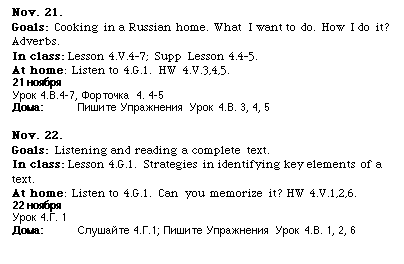 Nov. 21.
Goals: Cooking in a Russian home. What I want to do. How I do it?
Adverbs.
In class: Lesson 4.V.4-7; Supp Lesson 4.4-5.
At home: Listen to 4.G.1. HW 4.V.3,4,5.
21 ноября
Урок 4.В.4-7, Форточка 4. 4-5
Дома: Пишите Упражнения Урок 4.В. 3, 4, 5
Nov. 22.
Goals: Listening and reading a complete text.
In class: Lesson 4.G.1. Strategies in identifying key elements of a
text.
At home: Listen to 4.G.1. Can you memorize it? HW 4.V.1,2,6.
22 ноября
Урок 4.Г. 1
Дома: Слушайте 4.Г.1; Пишите Упражнения Урок 4.В. 1, 2, 6